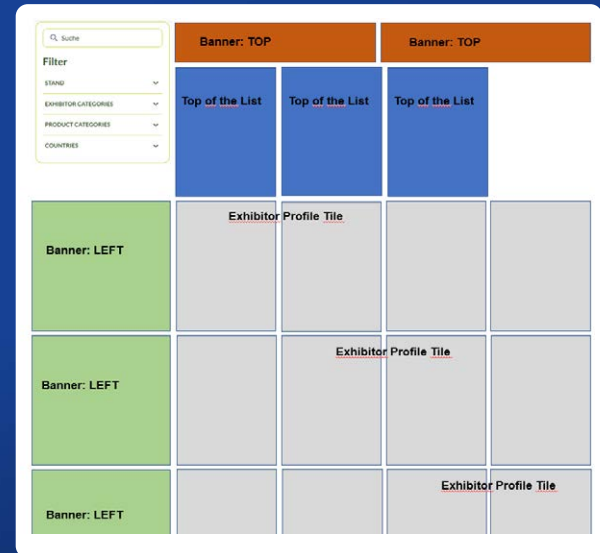 Suche
Filter
STAND
EXHIBITOR CATEGORIES
PRODUCT CATEGORIES
COUNTRIES
Banner: TOP
Banner: TOP
Top of the List
Top of the List
Top of the List
Exhibitor Profile Tile
Banner: LEFT
Exhibitor Profile Tile
Banner: LEFT
Exhibitor Profile Tile
Banner: LEFT